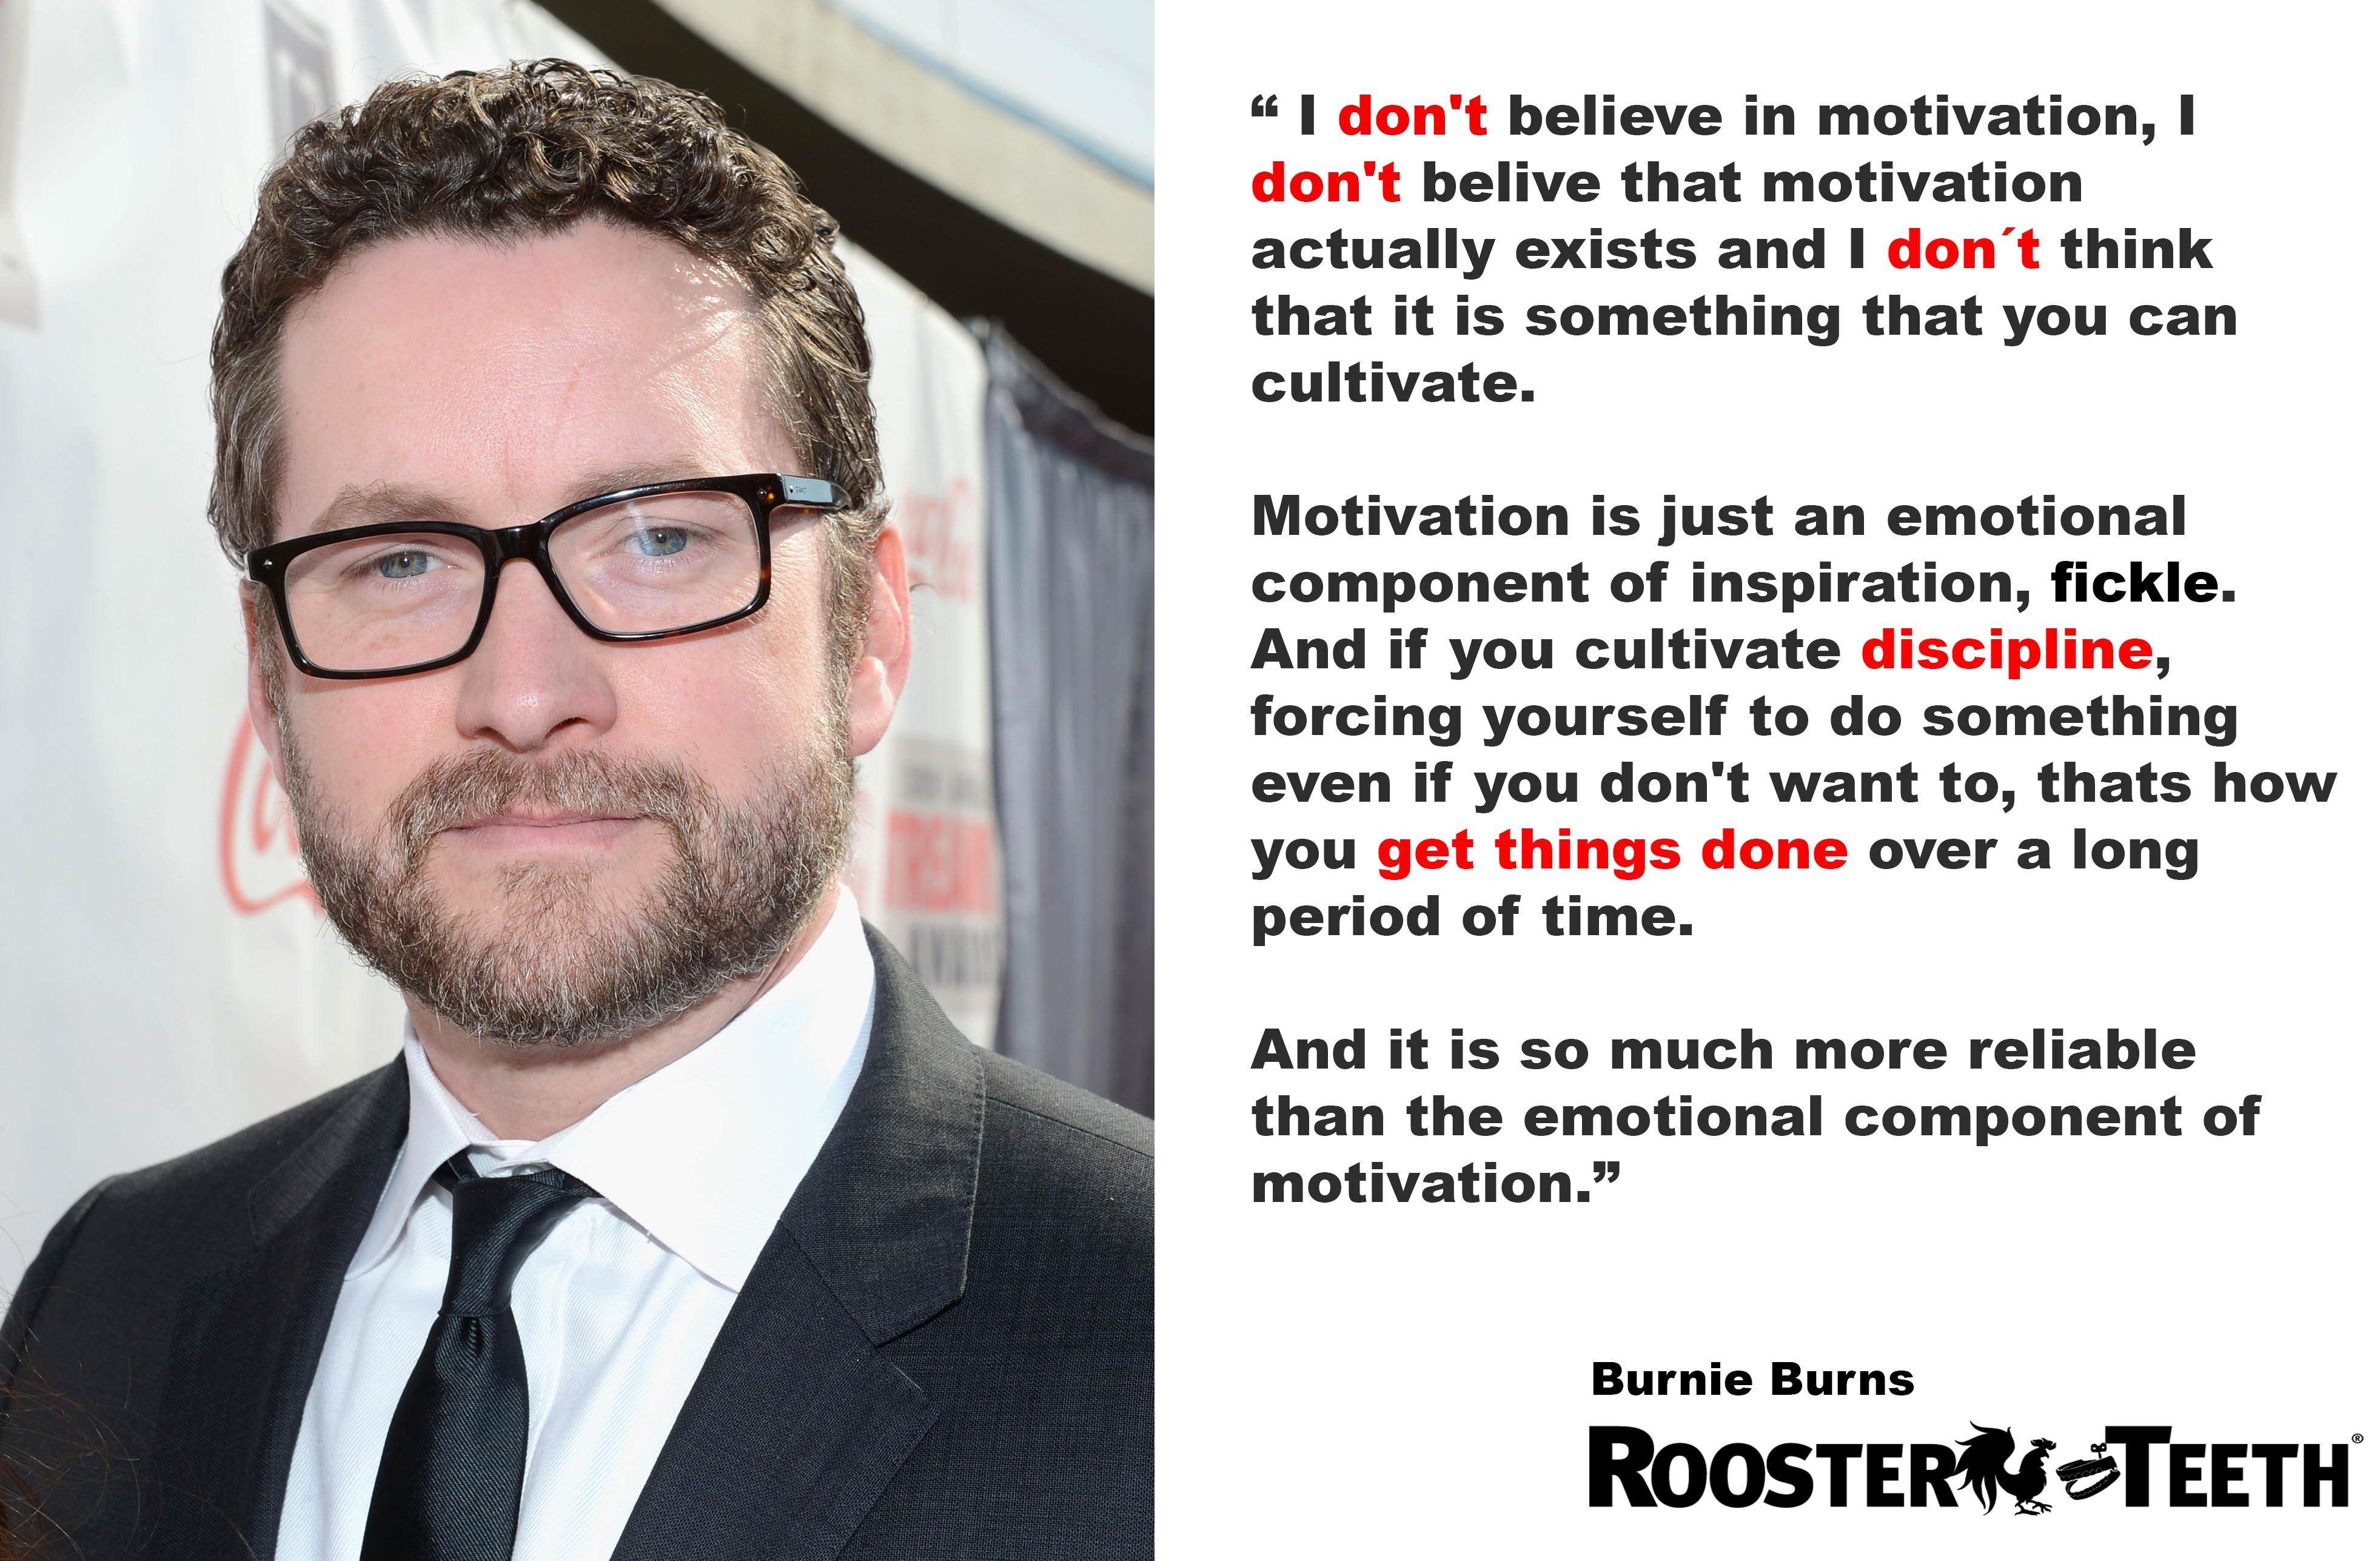 “ I don't believe in motivation, I
don't belive that motivation
actually exists and I don´t think
that it is something that you can
cultivate.
Motivation is just an emotional
component of inspiration, fickle.
And if you cultivate discipline,
forcing yourself to do something
even if you don't want to, thats how
you get things done over a long
period of time.
And it is so much more reliable
than the emotional component of
motivation.”
Burnie Burns
ROOSTER TEETH®